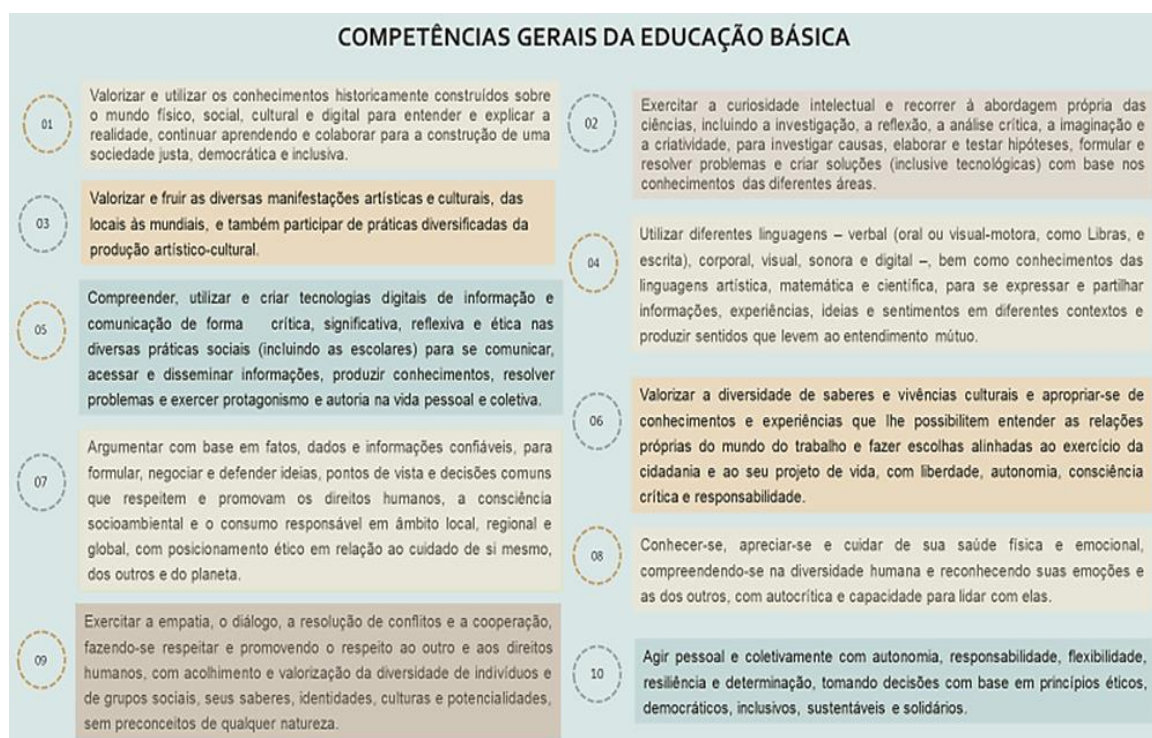 COMPETÊNCIAS GERAIS DA EDUCAÇÃO BÁSICA
01
Valorizar e utilizar os conhecimentos historicamente construídos sobre
o mundo físico, social, cultural e digital para entender e explicar a
realidade, continuar aprendendo e colaborar para a construção de uma
sociedade justa, democrática e inclusiva.
02
Exercitar a curiosidade intelectual e recorrer à abordagem própria das
ciências, incluindo a investigação, a reflexão, a análise crítica, a imaginação e
a criatividade, para investigar causas, elaborar e testar hipóteses, formular e
resolver problemas e criar soluções (inclusive tecnológicas) com base nos
conhecimentos das diferentes áreas.
03
Valorizar e fruir as diversas manifestações artísticas e culturais, das
locais às mundiais, e também participar de práticas diversificadas da
produção artístico-cultural.
04
Utilizar diferentes linguagens – verbal (oral ou visual-motora, como Libras, e
escrita), corporal, visual, sonora e digital –, bem como conhecimentos das
linguagens artística, matemática e científica, para se expressar e partilhar
informações, experiências, ideias e sentimentos em diferentes contextos e
produzir sentidos que levem ao entendimento mútuo.
05
Compreender, utilizar e criar tecnologias digitais de informação e
comunicação de forma crítica, significativa, reflexiva e ética nas
diversas práticas sociais (incluindo as escolares) para se comunicar,
acessar e disseminar informações, produzir conhecimentos, resolver
problemas e exercer protagonismo e autoria na vida pessoal e coletiva.
06
Valorizar a diversidade de saberes e vivências culturais e apropriar-se de
conhecimentos e experiências que lhe possibilitem entender as relações
próprias do mundo do trabalho e fazer escolhas alinhadas ao exercício da
cidadania e ao seu projeto de vida, com liberdade, autonomia, consciência
crítica e responsabilidade.
07
Argumentar com base em fatos, dados e informações confiáveis, para
formular, negociar e defender ideias, pontos de vista e decisões comuns
que respeitem e promovam os direitos humanos, a consciência
socioambiental e o consumo responsável em âmbito local, regional e
global, com posicionamento ético em relação ao cuidado de si mesmo,
dos outros e do planeta.
08
Conhecer-se, apreciar-se e cuidar de sua saúde física e emocional,
compreendendo-se na diversidade humana e reconhecendo suas emoções e
as dos outros, com autocrítica e capacidade para lidar com elas.
09
Exercitar a empatia, o diálogo, a resolução de conflitos e a cooperação,
fazendo-se respeitar e promovendo o respeito ao outro e aos direitos
humanos, com acolhimento e valorização da diversidade de indivíduos e
de grupos sociais, seus saberes, identidades, culturas e potencialidades,
sem preconceitos de qualquer natureza.
10
Agir pessoal e coletivamente com autonomia, responsabilidade, flexibilidade,
resiliência e determinação, tomando decisões com base em princípios éticos,
democráticos, inclusivos, sustentáveis e solidários.